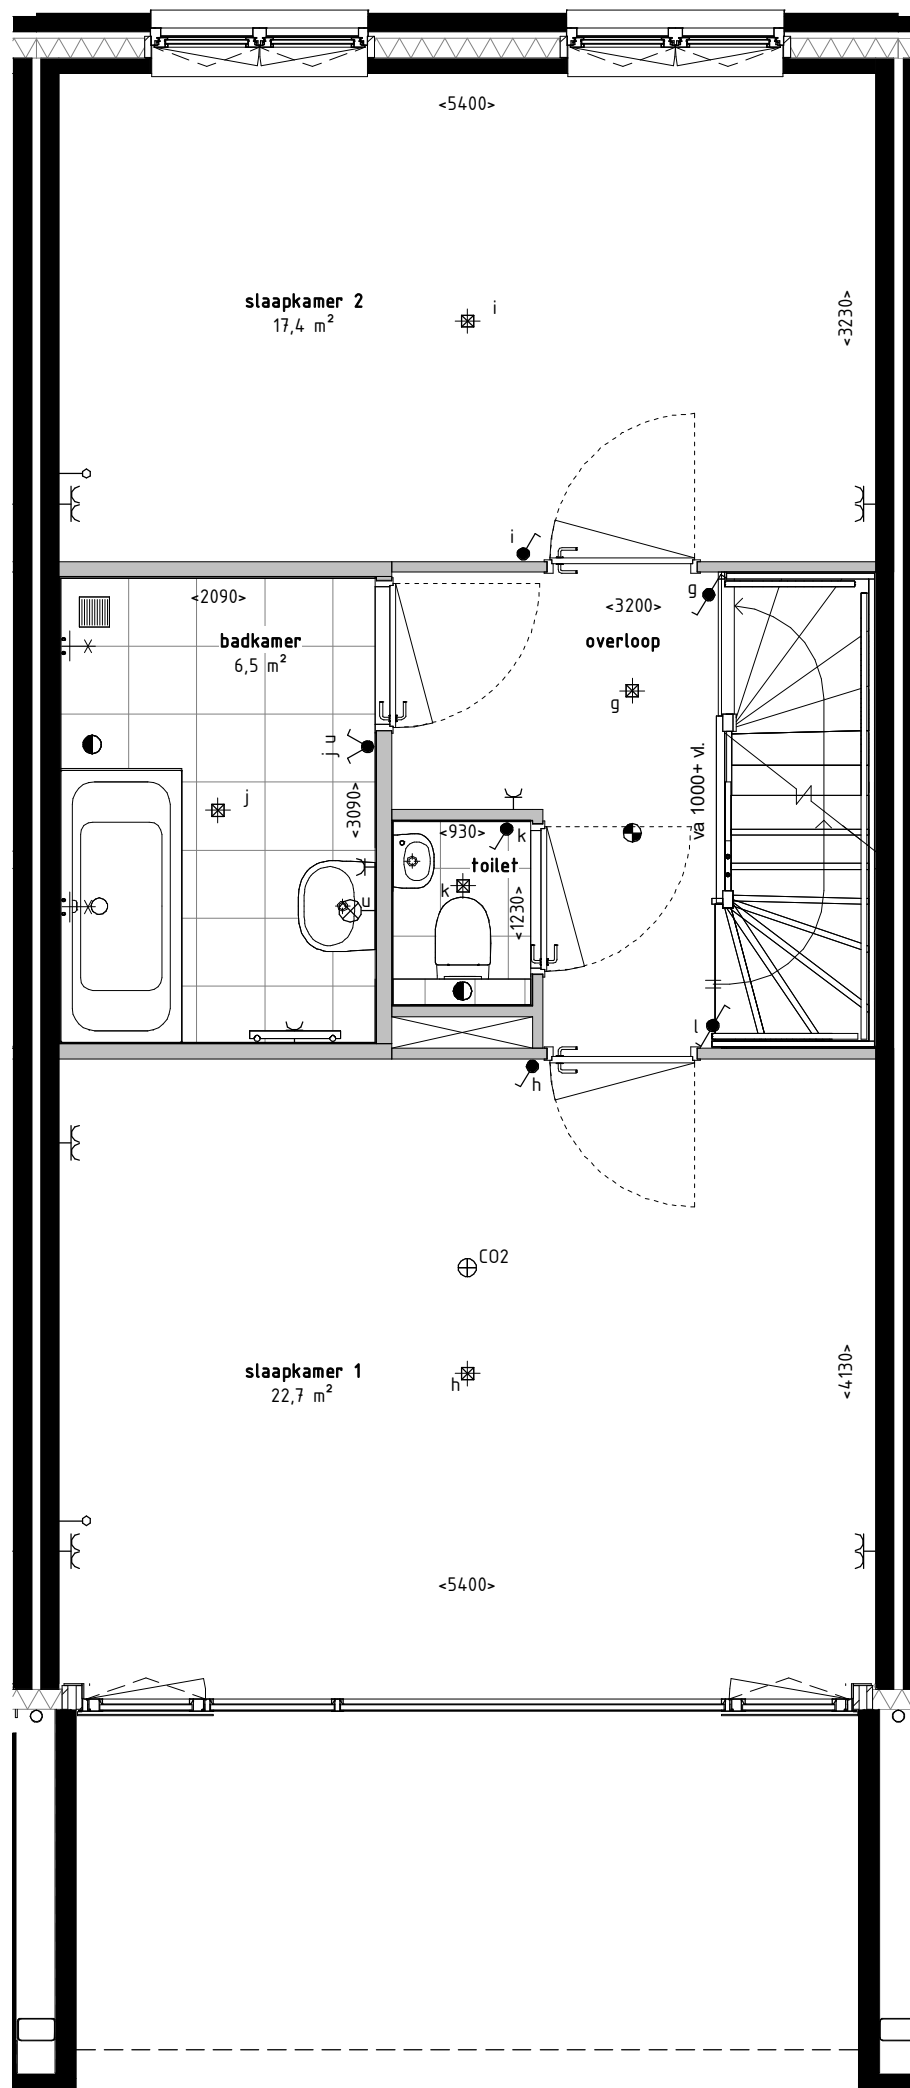 <5400>
slaapkamer 2
17,4 m²
i
<3230>
i
<2090>
badkamer
6,5 m²
g
<3200>
overloop
g
j u
j
<3090>
va 1000+ vl.
<930>
k
toilet
k
<1230>
u
l
h
CO2
slaapkamer 1
22,7 m²
h
<4130>
<5400>